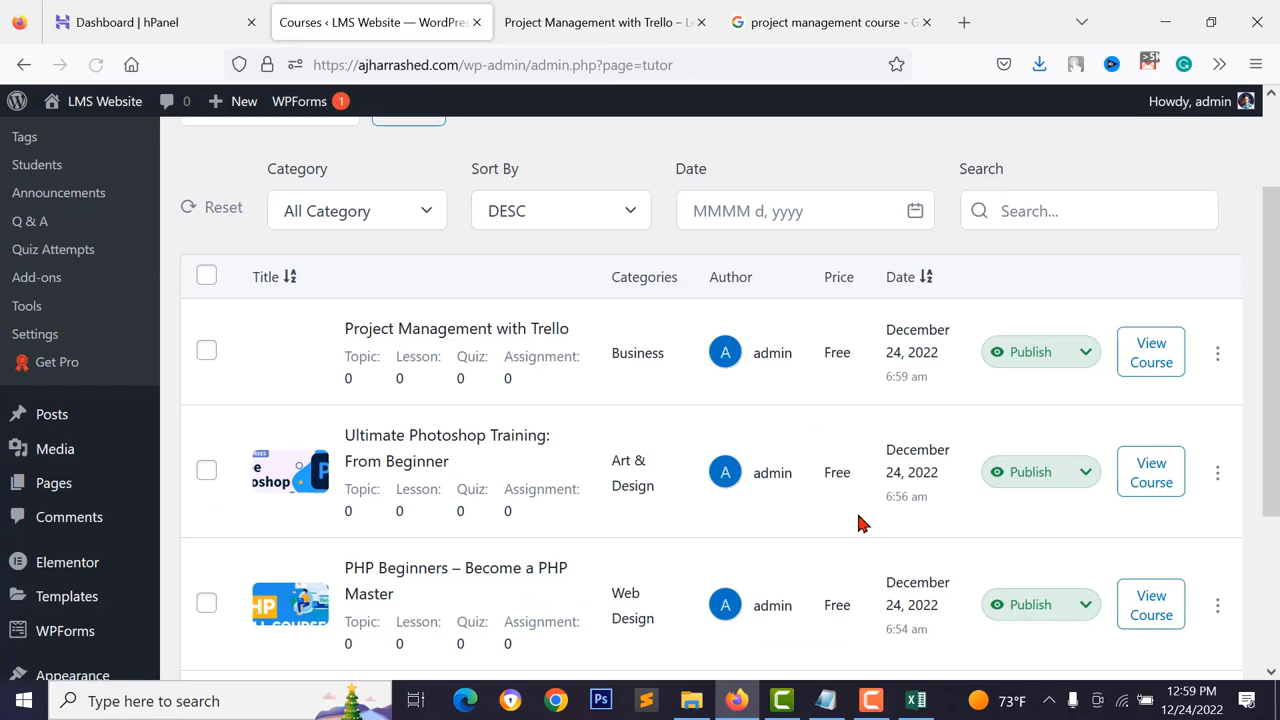 Dashboard | hPanel
Courses ‹ LMS Website — WordPres
Project Management with Trello – Le
project management course - G
https://ajharrashed.com/wp-admin/admin.php?page=tutor
LMS Website
0
New
WPForms 1
Howdy, admin
Tags
Students
Announcements
Q & A
Quiz Attempts
Add-ons
Tools
Settings
Get Pro
Posts
Media
Pages
Comments
Elementor
Templates
WPForms
Appearance
Category
Sort By
Date
Search
Reset
All Category
DESC
MMMM d, yyyy
Search...
Title
Categories
Author
Price
Date
Project Management with Trello
Topic: Lesson: Quiz: Assignment:
0 0 0 0
Business
A admin
Free
December
24, 2022
6:59 am
Publish
View
Course
Ultimate Photoshop Training:
From Beginner
Topic: Lesson: Quiz: Assignment:
0 0 0 0
Art &
Design
A admin
Free
December
24, 2022
6:56 am
Publish
View
Course
PHP Beginners – Become a PHP
Master
Topic: Lesson: Quiz: Assignment:
0 0 0 0
Web
Design
A admin
Free
December
24, 2022
6:54 am
Publish
View
Course
Type here to search
73°F
12:59 PM
12/24/2022